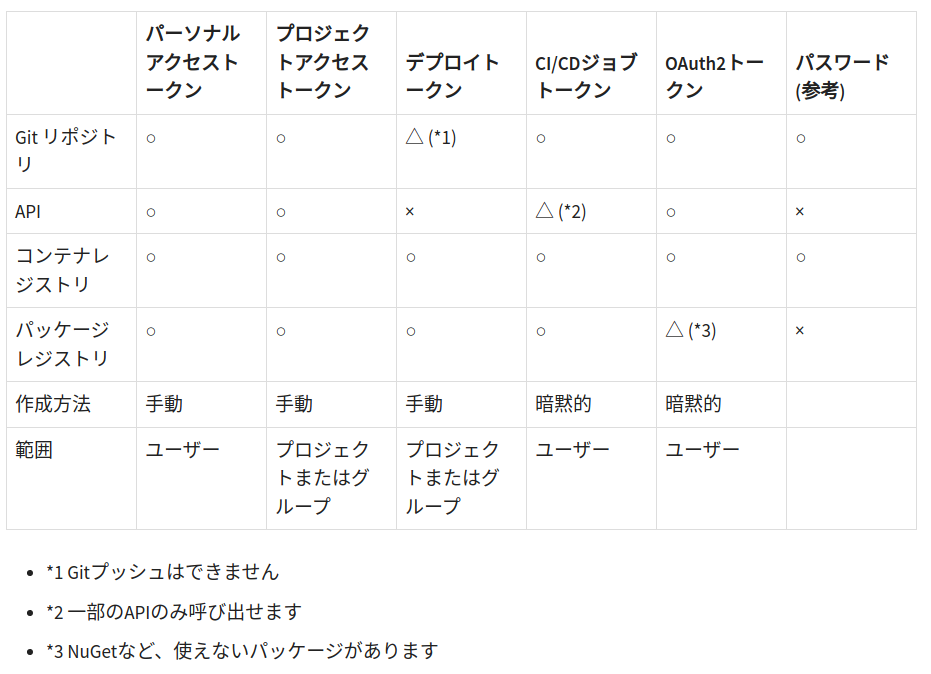 パーソナル
アクセスト
ークン
プロジェク
トアクセス
トークン
デプロイト
ークン
CI/CDジョブ
トークン
OAuth2トー
クン
パスワード
(参考)
Git リポジト
リ
○
○
△ (*1)
○
○
○
API
○
○
×
△ (*2)
○
×
コンテナレ
ジストリ
○
○
○
○
○
○
パッケージ
レジストリ
○
○
○
○
△ (*3)
×
作成方法
手動
手動
手動
暗黙的
暗黙的
範囲
ユーザー
プロジェク
トまたはグ
ループ
プロジェク
トまたはグ
ループ
ユーザー
ユーザー
• *1 Gitプッシュはできません
• *2 一部のAPIのみ呼び出せます
• *3 NuGetなど、使えないパッケージがあります